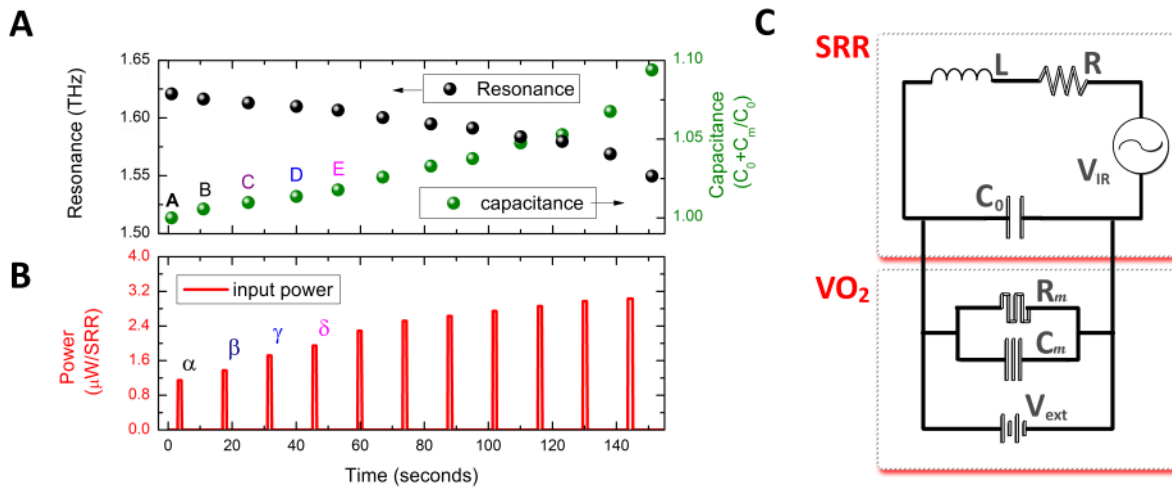 A
1.65
1.60
1.55
1.50
Resonance (THz)
Resonance
capacitance
A
B
C
D
E
1.10
1.05
1.00
Capacitance
(C₀+Cₘ/C₀)
B
4.0
3.2
2.4
1.6
0.8
0.0
Power
(μW/SRR)
input power
α
β
γ
δ
0 20 40 60 80 100 120 140
Time (seconds)
C
SRR
L
R
V_IR
C₀
VO₂
Rₘ
Cₘ
V_ext